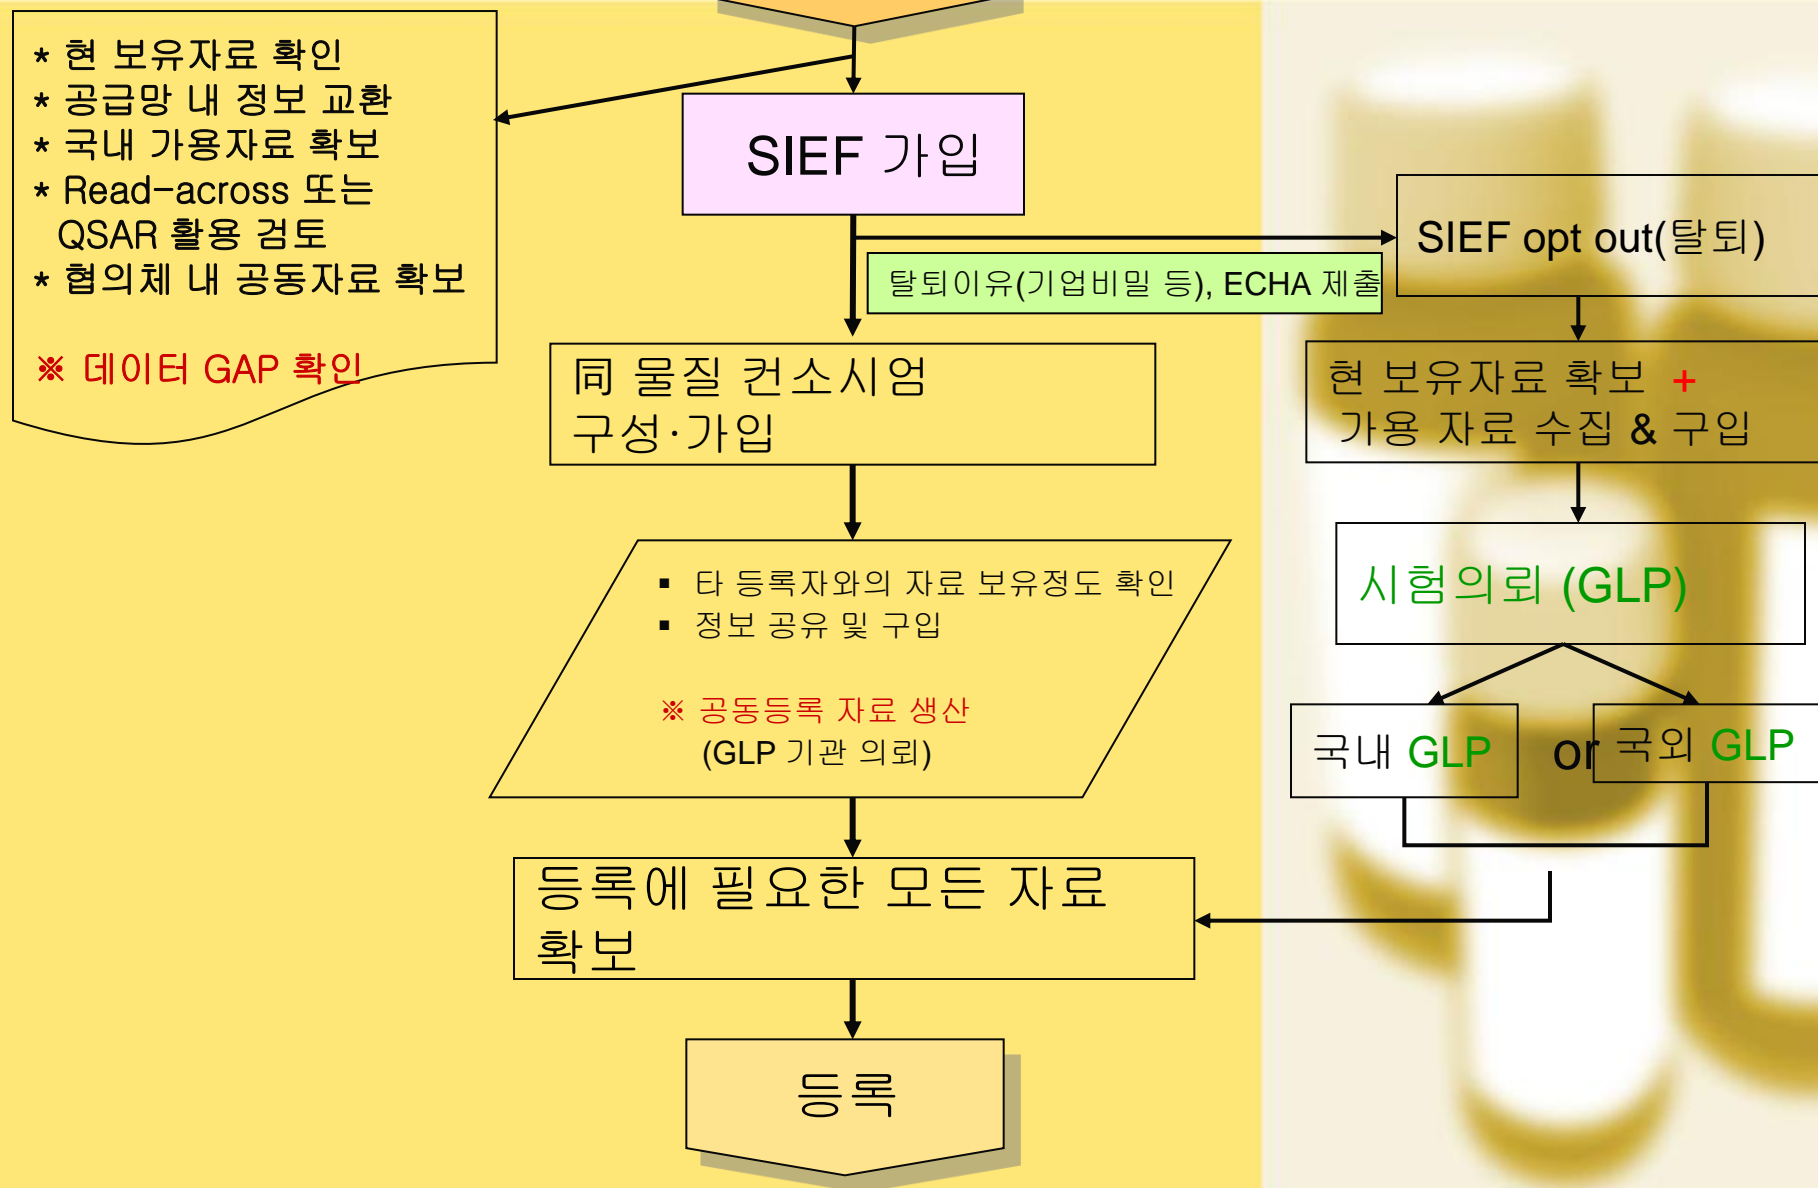 * 현 보유자료 확인
* 공급망 내 정보 교환
* 국내 가용자료 확보
* Read-across 또는
QSAR 활용 검토
* 협의체 내 공동자료 확보
※ 데이터 GAP 확인
SIEF 가입
SIEF opt out(탈퇴)
탈퇴이유(기업비밀 등), ECHA 제출
同 물질 컨소시엄
구성·가입
현 보유자료 확보 +
가용 자료 수집 & 구입
▪ 타 등록자와의 자료 보유정도 확인
▪ 정보 공유 및 구입
※ 공동등록 자료 생산
(GLP 기관 의뢰)
시험의뢰 (GLP)
국내 GLP or 국외 GLP
등록에 필요한 모든 자료
확보
등록